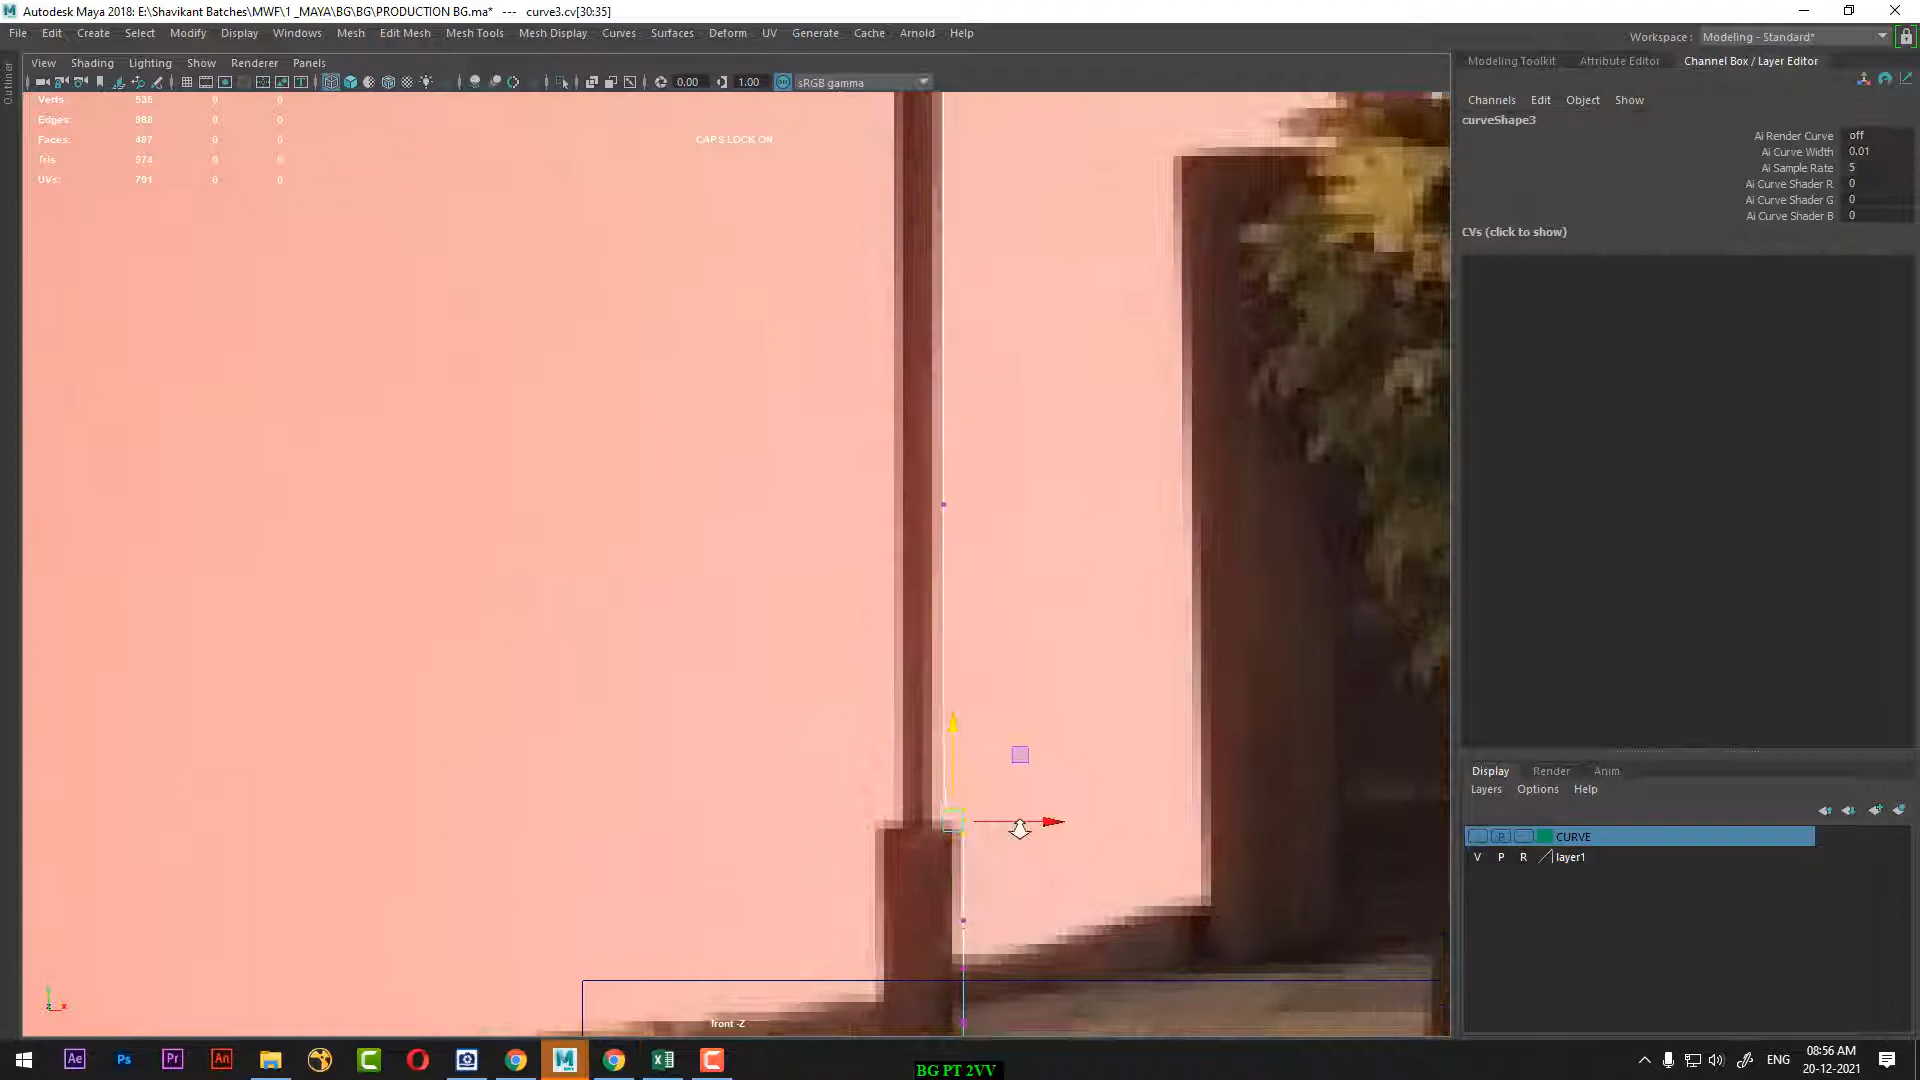 Autodesk Maya 2018: E:\Shavikant Batches\MWF\1 _MAYA\BG\BG\PRODUCTION BG.ma*   ---   curve3.cv[30:35]
File Edit Create Select Modify Display Windows Mesh Edit Mesh Mesh Tools Mesh Display Curves Surfaces Deform UV Generate Cache Arnold Help
Workspace : Modeling - Standard*
Outliner
View Shading Lighting Show Renderer Panels
0.00 1.00 sRGB gamma
Modeling Toolkit Attribute Editor Channel Box / Layer Editor
Channels Edit Object Show
curveShape3
Ai Render Curve off
Ai Curve Width 0.01
Ai Sample Rate 5
Ai Curve Shader R 0
Ai Curve Shader G 0
Ai Curve Shader B 0
CVs (click to show)
Verts 535 0 0
Edges: 988 0 0
Faces: 487 0 0
Tris 974 0 0
UVs: 791 0 0
CAPS LOCK ON
front -Z
Display Render Anim
Layers Options Help
P CURVE
V P R layer1
Ae Ps Pr An
BG PT 2VV
ENG
08:56 AM
20-12-2021